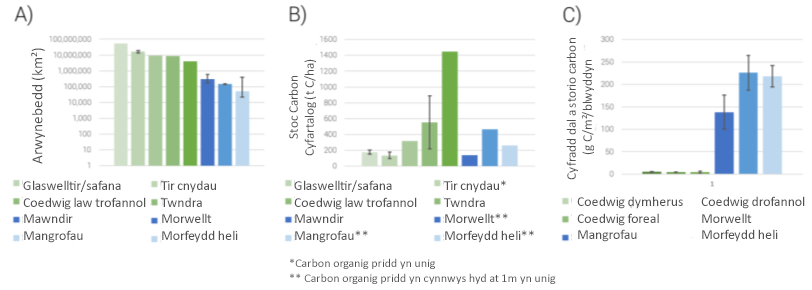 A)
Arwynebedd (km²)
100,000,000
10,000,000
1,000,000
100,000
10,000
1,000
100
10
1
Glaswelltir/safana Tir cnydau
Coedwig law trofannol Twndra
Mawndir Morwellt
Mangrofau Morfeydd heli
B)
Stoc Carbon
Cyfartalog (t C/ha)
1600
1400
1200
1000
800
600
400
200
0
Glaswelltir/safana Tir cnydau*
Coedwig law trofannol Twndra
Mawndir Morwellt**
Mangrofau** Morfeydd heli**
*Carbon organig pridd yn unig
** Carbon organig pridd yn cynnwys hyd at 1m yn unig
C)
Cyfradd dal a storio carbon
(g C/m²/blwyddyn
300
250
200
150
100
50
0
1
Coedwig dymherus Coedwig drofannol
Coedwig foreal Morwellt
Mangrofau Morfeydd heli